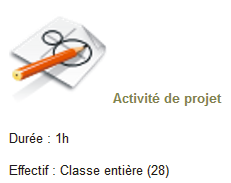 Activité de projet
Durée : 1h
Effectif : Classe entière (28)